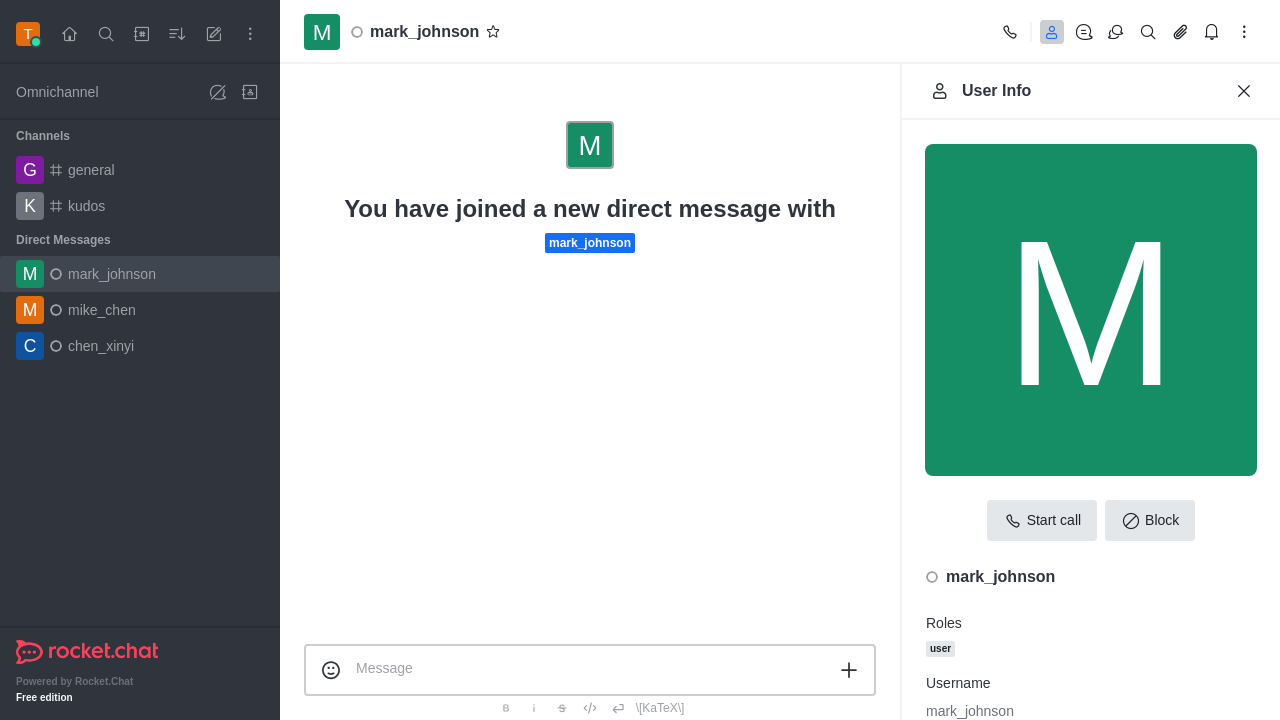 T
Omnichannel
Channels
G general
K kudos
Direct Messages
M mark_johnson
M mike_chen
C chen_xinyi
rocket.chat
Powered by Rocket.Chat
Free edition
M mark_johnson
M
You have joined a new direct message with
mark_johnson
Message
B i S \[KaTeX\]
User Info
M
Start call Block
mark_johnson
Roles
user
Username
mark_johnson